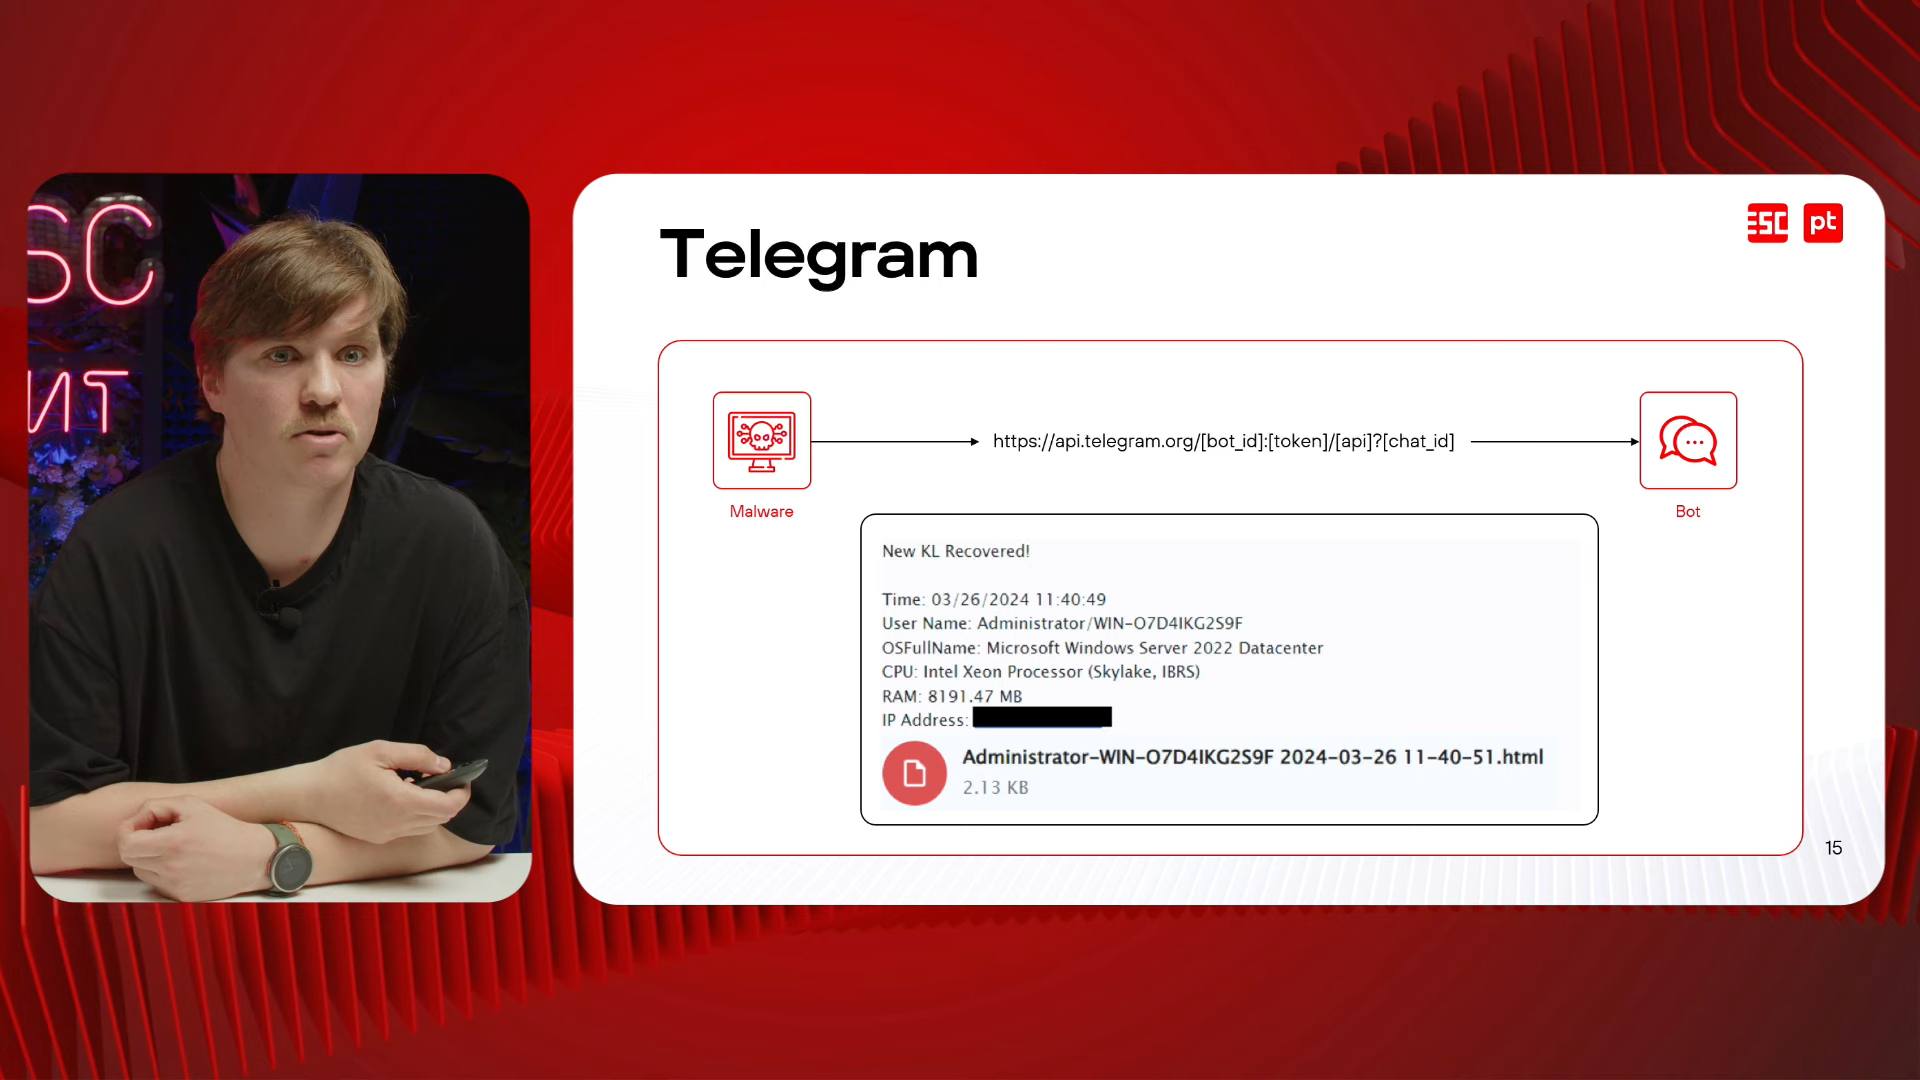 SC
ИТ
ESC
pt
Telegram
https://api.telegram.org/[bot_id]:[token]/[api]?[chat_id]
Malware
Bot
New KL Recovered!
Time: 03/26/2024 11:40:49
User Name: Administrator/WIN-O7D4IKG2S9F
OSFullName: Microsoft Windows Server 2022 Datacenter
CPU: Intel Xeon Processor (Skylake, IBRS)
RAM: 8191.47 MB
IP Address:
Administrator-WIN-O7D4IKG2S9F 2024-03-26 11-40-51.html
2.13 KB
15